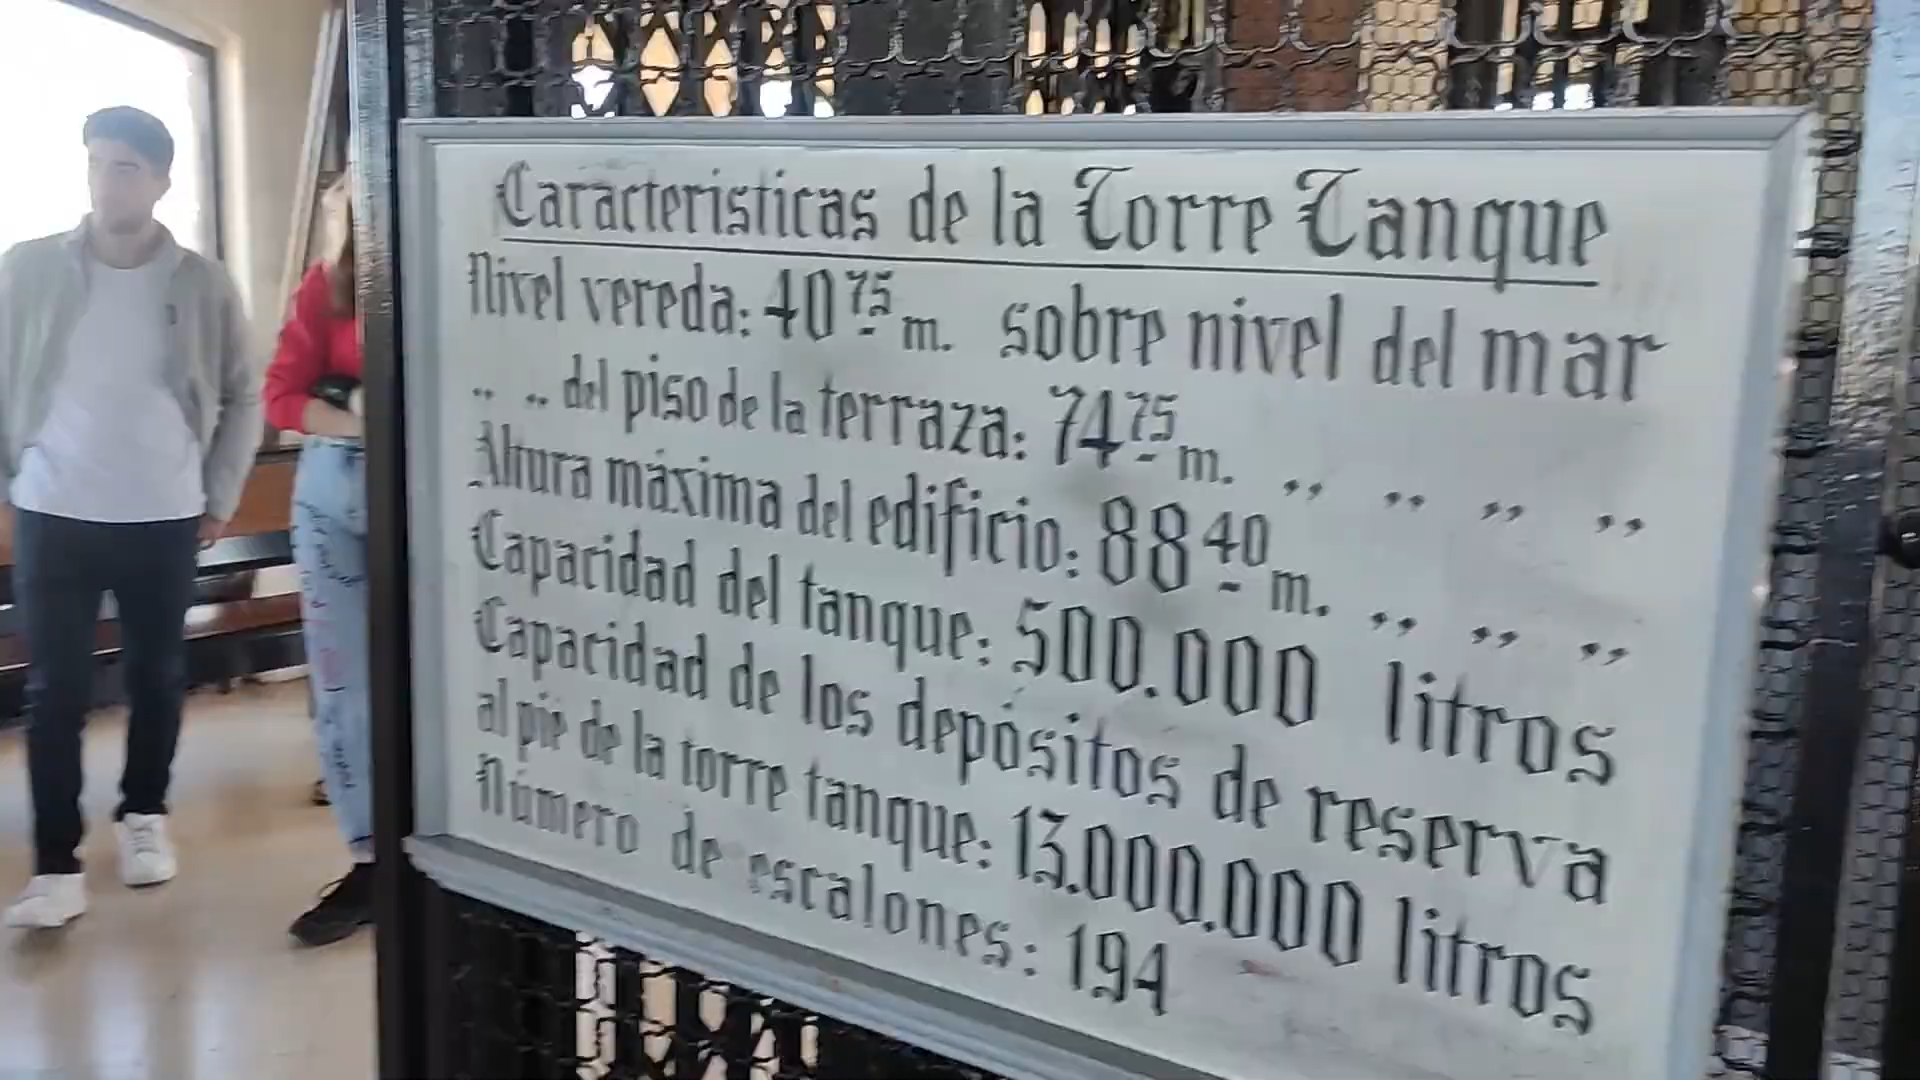 Caracteristicas de la Torre Tanque
Nivel vereda: 40 75 m. sobre nivel del mar
,, ,, del piso de la terraza: 74 75 m. ,, ,, ,, ,,
Altura máxima del edificio: 88 40 m. ,, ,, ,,
Capacidad del tanque: 500.000 litros
Capacidad de los depósitos de reserva
al pié de la torre tanque: 13.000.000 litros
Número de escalones: 194